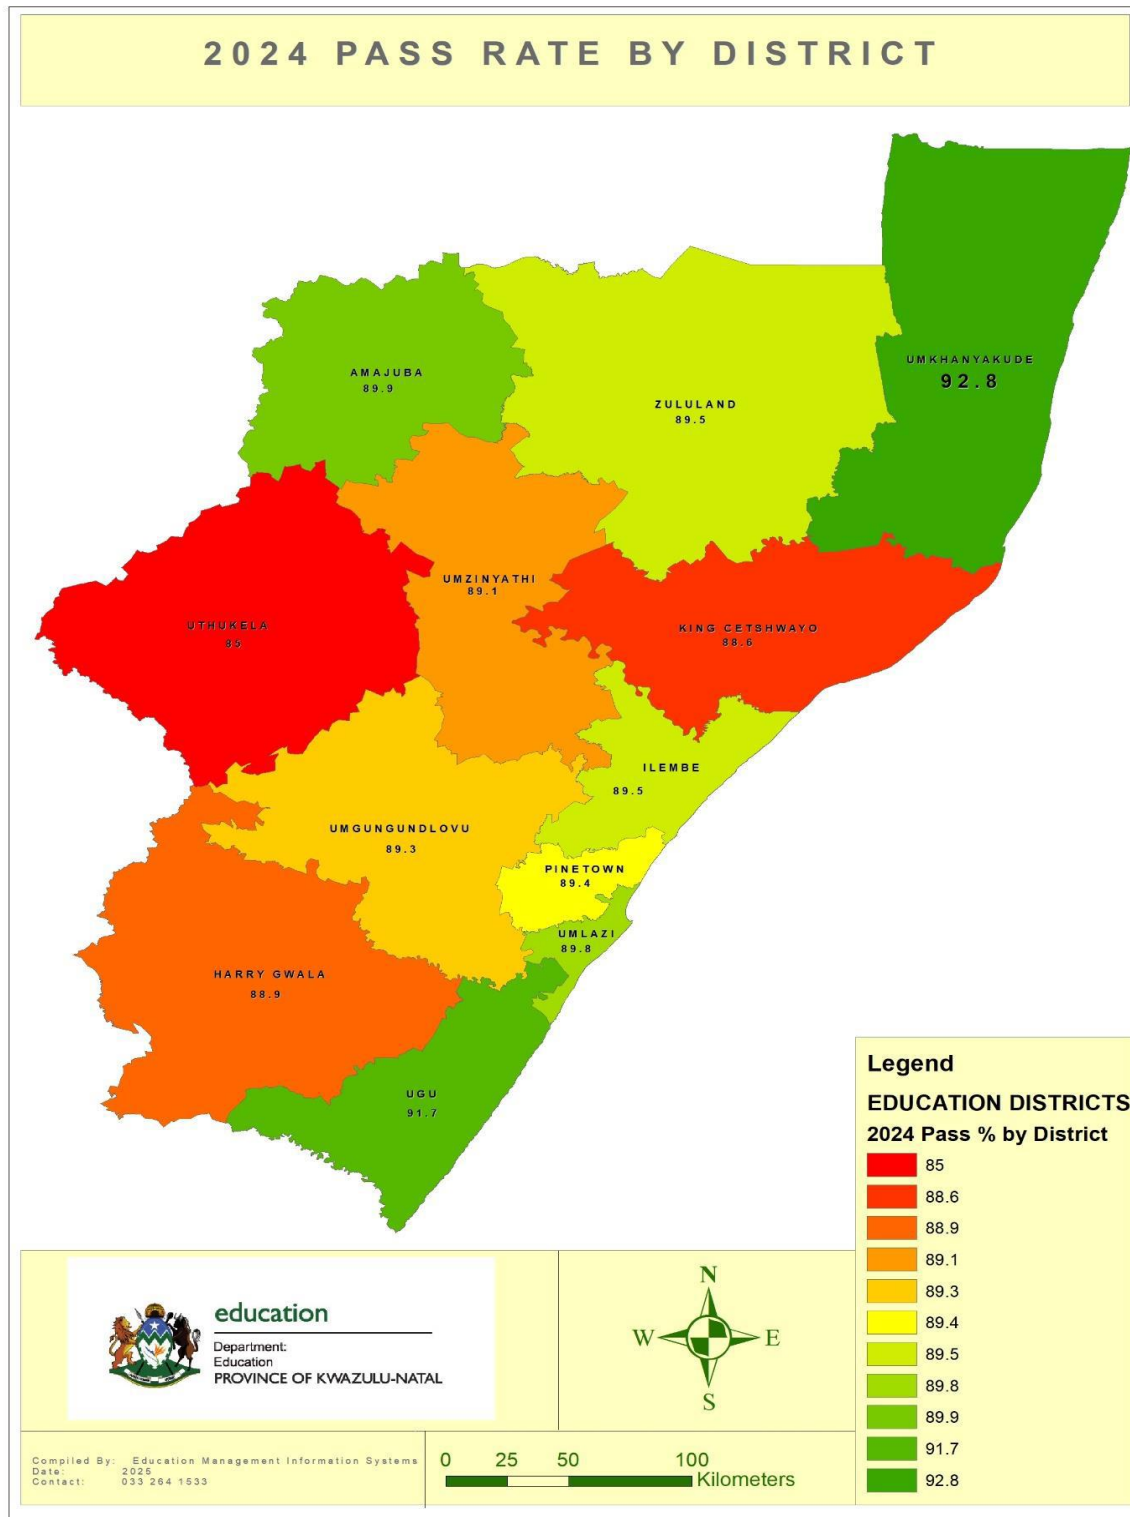 2024 PASS RATE BY DISTRICT
UMKHANYAKUDE
92.8
AMAJUBA
89.9
ZULULAND
89.5
UMZINYATHI
89.1
UTHUKELA
85
KING CETSHWAYO
88.6
ILEMBE
89.5
UMGUNGUNDLOVU
89.3
PINETOWN
89.4
UMLAZI
89.8
HARRY GWALA
88.9
UGU
91.7
Legend
EDUCATION DISTRICTS
2024 Pass % by District
85
88.6
88.9
89.1
89.3
89.4
89.5
89.8
89.9
91.7
92.8
education
Department:
Education
PROVINCE OF KWAZULU-NATAL
N
W E
S
Compiled By: Education Management Information Systems
Date: 2025
Contact: 033 264 1533
0 25 50 100
Kilometers